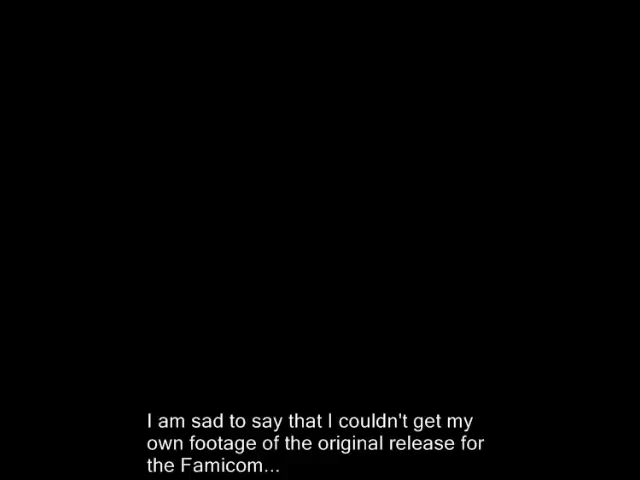 I am sad to say that I couldn't get my
own footage of the original release for
the Famicom...